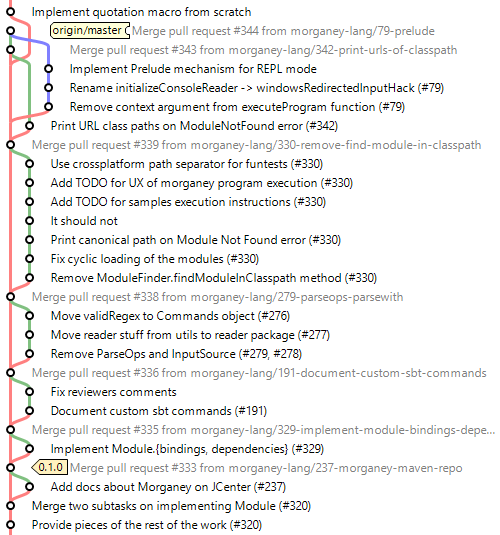 Implement quotation macro from scratch
origin/master Merge pull request #344 from morganey-lang/79-prelude
Merge pull request #343 from morganey-lang/342-print-urls-of-classpath
Implement Prelude mechanism for REPL mode
Rename initializeConsoleReader -> windowsRedirectedInputHack (#79)
Remove context argument from executeProgram function (#79)
Print URL class paths on ModuleNotFound error (#342)
Merge pull request #339 from morganey-lang/330-remove-find-module-in-classpath
Use crossplatform path separator for funtests (#330)
Add TODO for UX of morganey program execution (#330)
Add TODO for samples execution instructions (#330)
It should not
Print canonical path on Module Not Found error (#330)
Fix cyclic loading of the modules (#330)
Remove ModuleFinder.findModuleInClasspath method (#330)
Merge pull request #338 from morganey-lang/279-parseops-parsewith
Move validRegex to Commands object (#276)
Move reader stuff from utils to reader package (#277)
Remove ParseOps and InputSource (#279, #278)
Merge pull request #336 from morganey-lang/191-document-custom-sbt-commands
Fix reviewers comments
Document custom sbt commands (#191)
Merge pull request #335 from morganey-lang/329-implement-module-bindings-depe...
Implement Module.{bindings, dependencies} (#329)
0.1.0 Merge pull request #333 from morganey-lang/237-morganey-maven-repo
Add docs about Morganey on JCenter (#237)
Merge two subtasks on implementing Module (#320)
Provide pieces of the rest of the work (#320)